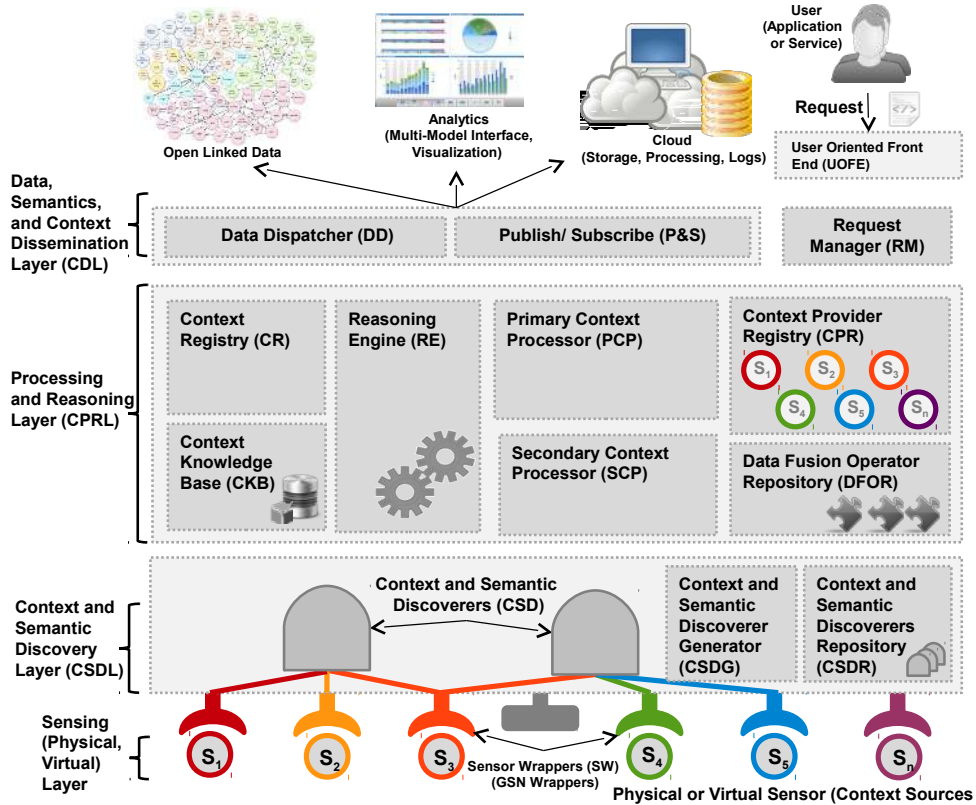 User
(Application
or Service)
Request
</>
Open Linked Data
Analytics
(Multi-Model Interface,
Visualization)
Cloud
(Storage, Processing, Logs)
User Oriented Front
End (UOFE)
Data,
Semantics,
and Context
Dissemination
Layer (CDL)
Data Dispatcher (DD)
Publish/ Subscribe (P&S)
Request
Manager (RM)
Processing
and Reasoning
Layer (CPRL)
Context
Registry (CR)
Reasoning
Engine (RE)
Primary Context
Processor (PCP)
Context Provider
Registry (CPR)
S1
S2
S3
S4
S5
Sn
Context
Knowledge
Base (CKB)
Secondary Context
Processor (SCP)
Data Fusion Operator
Repository (DFOR)
Context and
Semantic
Discovery
Layer (CSDL)
Context and Semantic
Discoverers (CSD)
Context and
Semantic
Discoverer
Generator
(CSDG)
Context and
Semantic
Discoverers
Repository
(CSDR)
Sensing
(Physical,
Virtual)
Layer
S1
S2
S3
S4
S5
Sn
Sensor Wrappers (SW)
(GSN Wrappers)
Physical or Virtual Sensor (Context Sources